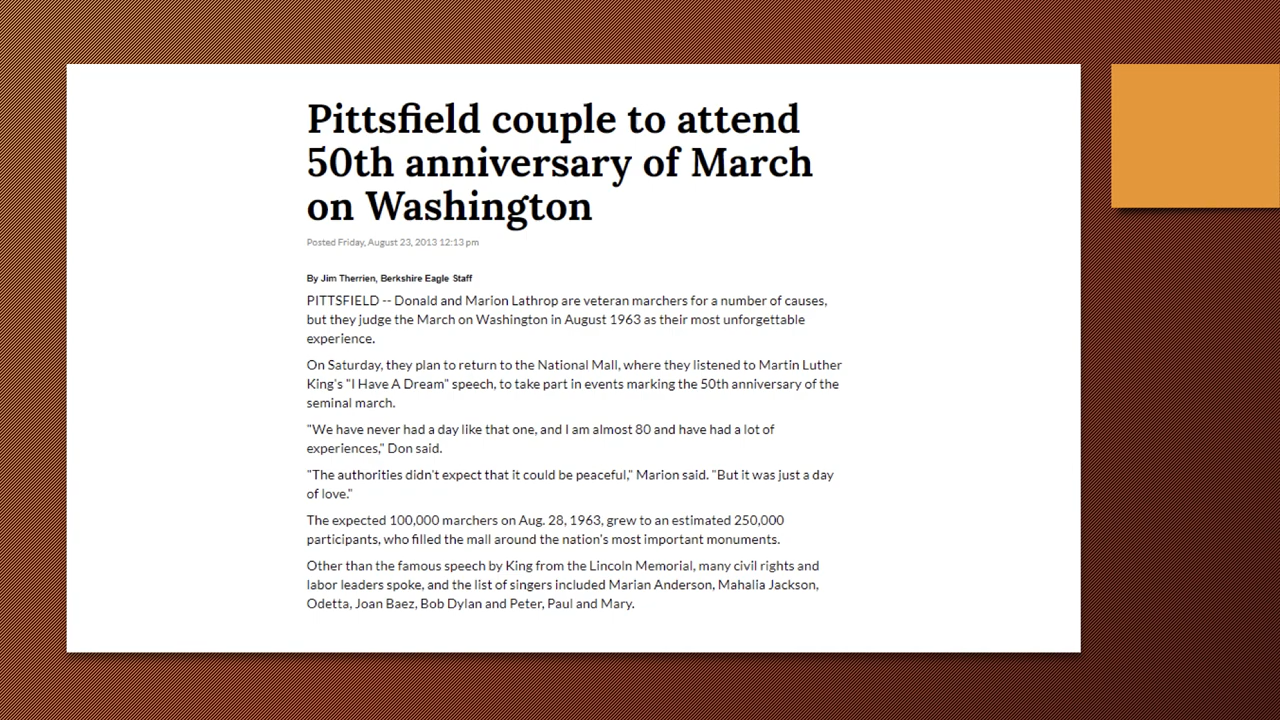 Pittsfield couple to attend
50th anniversary of March
on Washington
Posted Friday, August 23, 2013 12:13 pm
By Jim Therrien, Berkshire Eagle Staff
PITTSFIELD -- Donald and Marion Lathrop are veteran marchers for a number of causes,
but they judge the March on Washington in August 1963 as their most unforgettable
experience.
On Saturday, they plan to return to the National Mall, where they listened to Martin Luther
King's "I Have A Dream" speech, to take part in events marking the 50th anniversary of the
seminal march.
"We have never had a day like that one, and I am almost 80 and have had a lot of
experiences," Don said.
"The authorities didn't expect that it could be peaceful," Marion said. "But it was just a day
of love."
The expected 100,000 marchers on Aug. 28, 1963, grew to an estimated 250,000
participants, who filled the mall around the nation's most important monuments.
Other than the famous speech by King from the Lincoln Memorial, many civil rights and
labor leaders spoke, and the list of singers included Marian Anderson, Mahalia Jackson,
Odetta, Joan Baez, Bob Dylan and Peter, Paul and Mary.